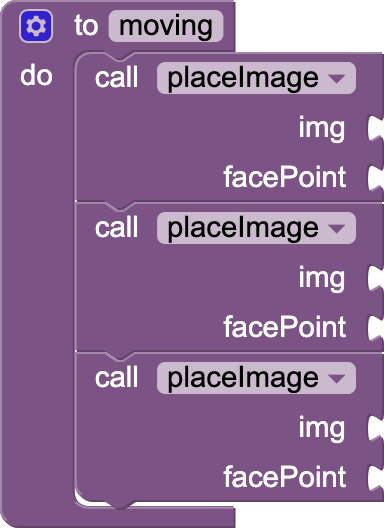 to moving
do call placeImage
img
facePoint
call placeImage
img
facePoint
call placeImage
img
facePoint